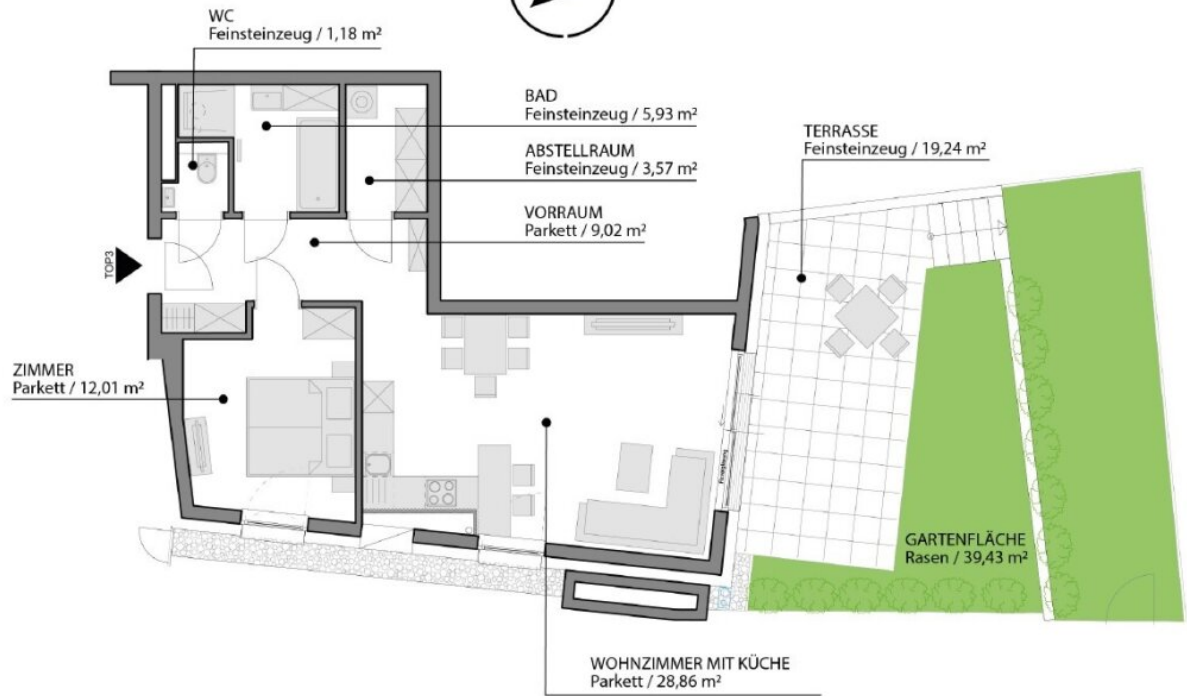 WC
Feinsteinzeug / 1,18 m²
BAD
Feinsteinzeug / 5,93 m²
ABSTELLRAUM
Feinsteinzeug / 3,57 m²
TERRASSE
Feinsteinzeug / 19,24 m²
VORRAUM
Parkett / 9,02 m²
TOP3
ZIMMER
Parkett / 12,01 m²
GARTENFLÄCHE
Rasen / 39,43 m²
WOHNZIMMER MIT KÜCHE
Parkett / 28,86 m²